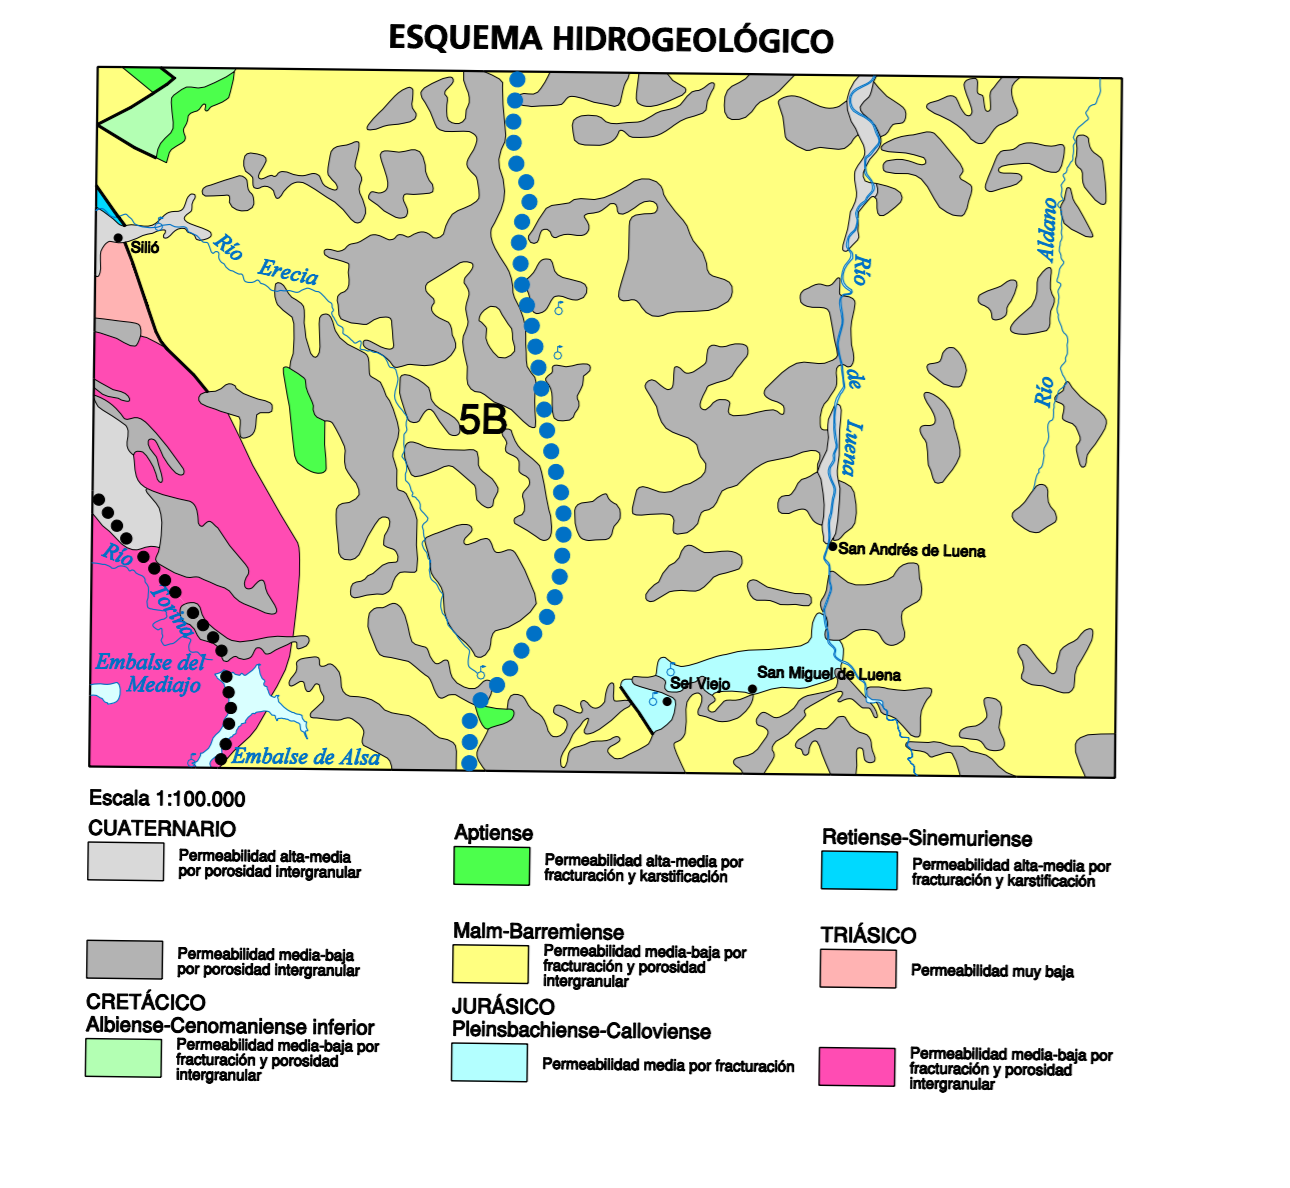 ESQUEMA HIDROGEOLÓGICO
Silió
Río Erecia
Río de Luena
Río Aldano
5B
San Andrés de Luena
Río Torina
Embalse del
Mediajo
San Miguel de Luena
Sel Viejo
Embalse de Alsa
Escala 1:100.000
CUATERNARIO
Permeabilidad alta-media
por porosidad intergranular
Permeabilidad media-baja
por porosidad intergranular
CRETÁCICO
Albiense-Cenomaniense inferior
Permeabilidad media-baja por
fracturación y porosidad
intergranular
Aptiense
Permeabilidad alta-media por
fracturación y karstificación
Malm-Barremiense
Permeabilidad media-baja por
fracturación y porosidad
intergranular
JURÁSICO
Pleinsbachiense-Calloviense
Permeabilidad media por fracturación
Retiense-Sinemuriense
Permeabilidad alta-media por
fracturación y karstificación
TRIÁSICO
Permeabilidad muy baja
Permeabilidad media-baja por
fracturación y porosidad
intergranular